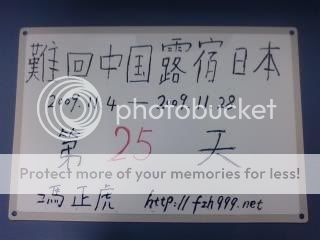 難回中国露宿日本
2009.11.4 — 2009.11.28
photobucket
第 25 天
Protect more of your memories for less!
馮正虎 http://fzh999.net